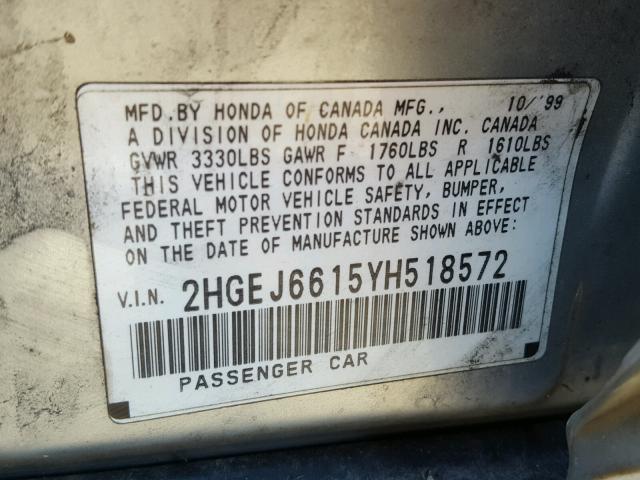 MFD.BY HONDA OF CANADA MFG., 10/'99
A DIVISION OF HONDA CANADA INC. CANADA
GVWR 3330LBS GAWR F 1760LBS R 1610LBS
THIS VEHICLE CONFORMS TO ALL APPLICABLE
FEDERAL MOTOR VEHICLE SAFETY, BUMPER,
AND THEFT PREVENTION STANDARDS IN EFFECT
ON THE DATE OF MANUFACTURE SHOWN ABOVE:
V.I.N. 2HGEJ6615YH518572
PASSENGER CAR